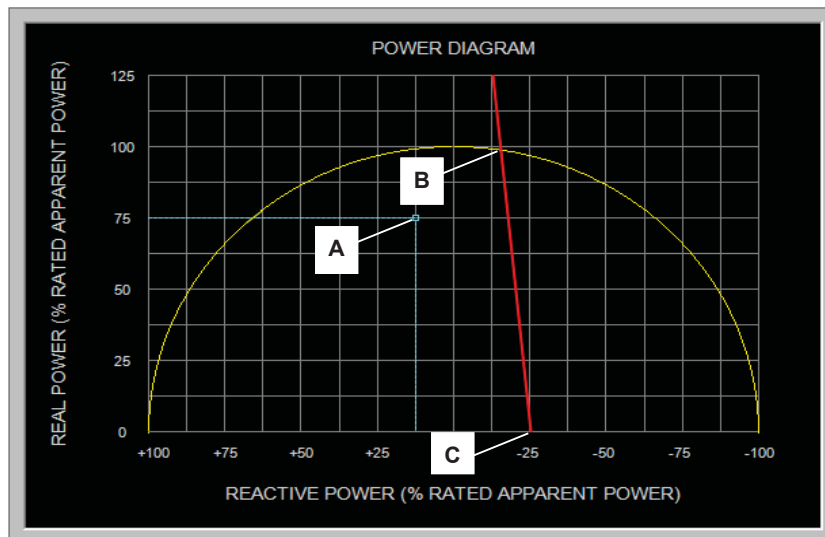 POWER DIAGRAM
REAL POWER (% RATED APPARENT POWER)
125
100
75
50
25
0
B
A
C
+100 +75 +50 +25 -25 -50 -75 -100
REACTIVE POWER (% RATED APPARENT POWER)